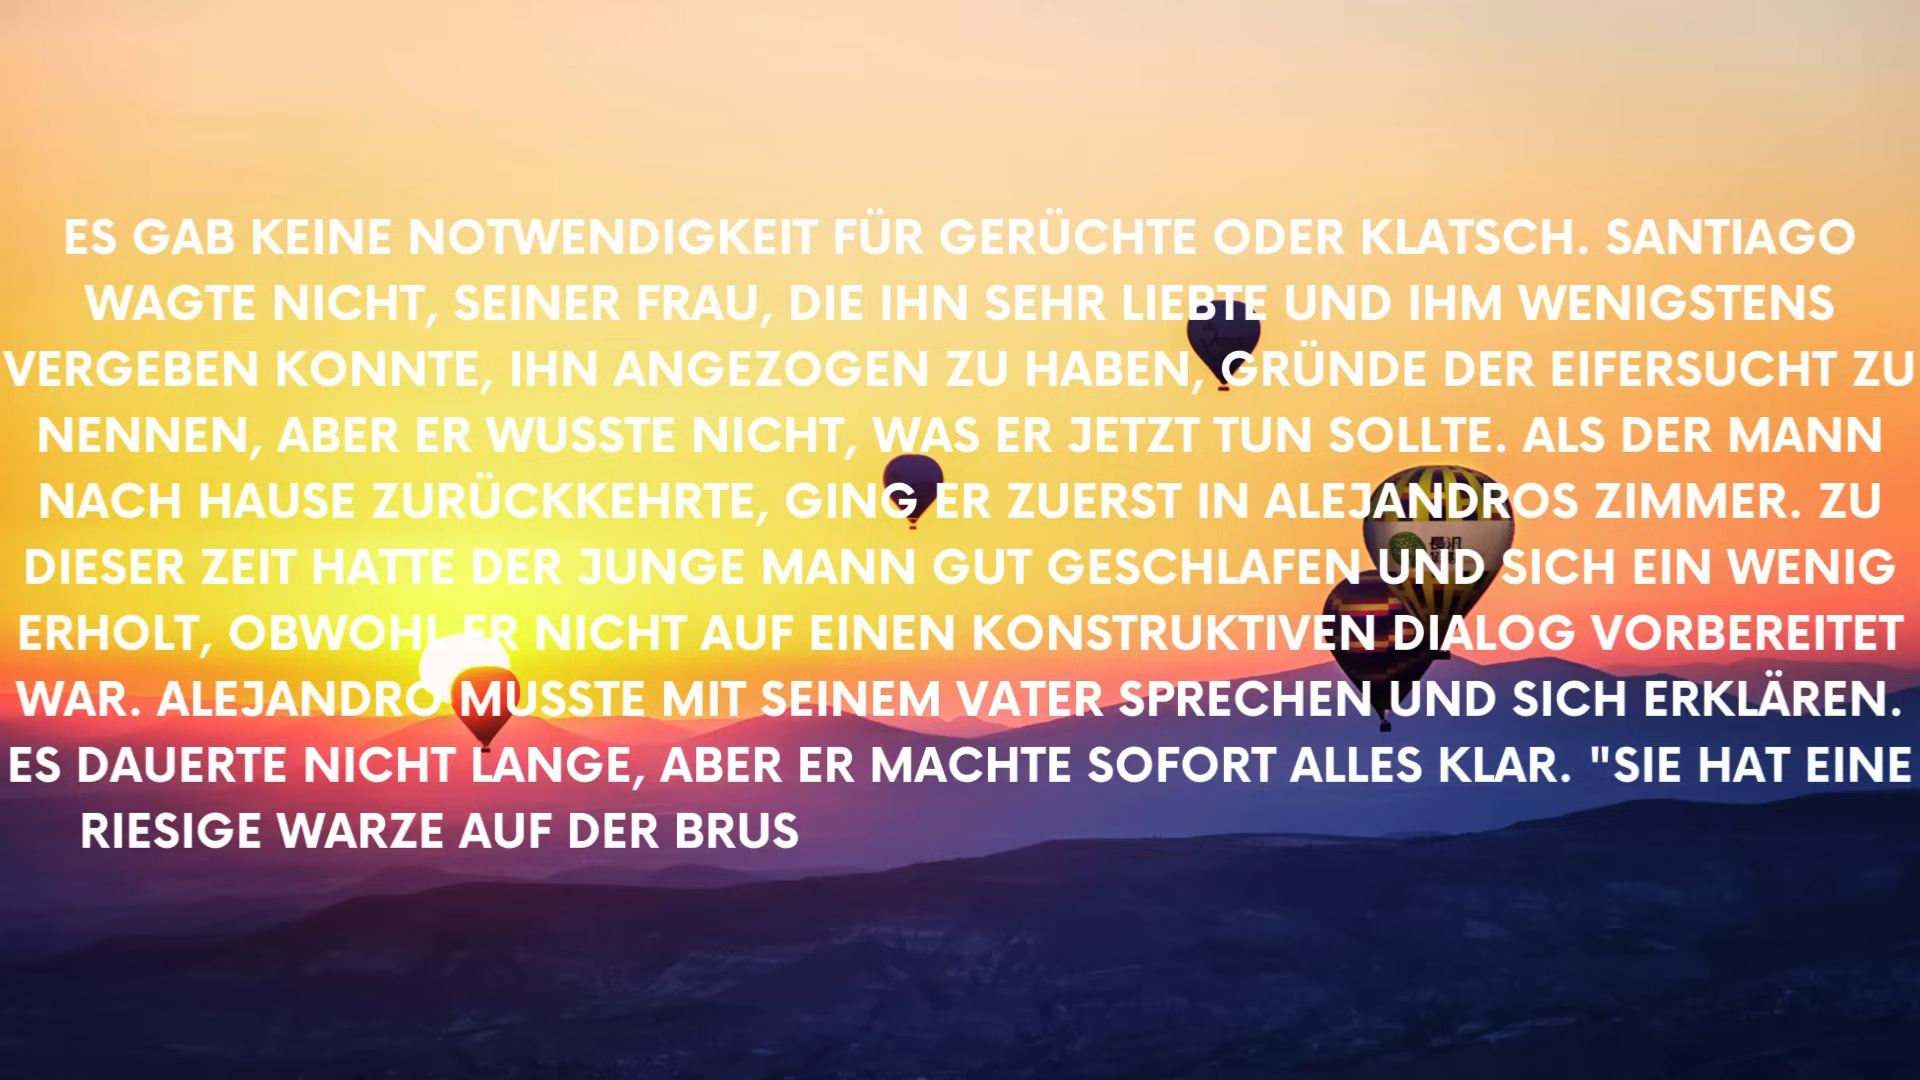 ES GAB KEINE NOTWENDIGKEIT FÜR GERÜCHTE ODER KLATSCH. SANTIAGO
WAGTE NICHT, SEINER FRAU, DIE IHN SEHR LIEBTE UND IHM WENIGSTENS
VERGEBEN KONNTE, IHN ANGEZOGEN ZU HABEN, GRÜNDE DER EIFERSUCHT ZU
NENNEN, ABER ER WUSSTE NICHT, WAS ER JETZT TUN SOLLTE. ALS DER MANN
NACH HAUSE ZURÜCKKEHRTE, GING ER ZUERST IN ALEJANDROS ZIMMER. ZU
DIESER ZEIT HATTE DER JUNGE MANN GUT GESCHLAFEN UND SICH EIN WENIG
ERHOLT, OBWOHL ER NICHT AUF EINEN KONSTRUKTIVEN DIALOG VORBEREITET
WAR. ALEJANDRO MUSSTE MIT SEINEM VATER SPRECHEN UND SICH ERKLÄREN.
ES DAUERTE NICHT LANGE, ABER ER MACHTE SOFORT ALLES KLAR. "SIE HAT EINE
RIESIGE WARZE AUF DER BRUS